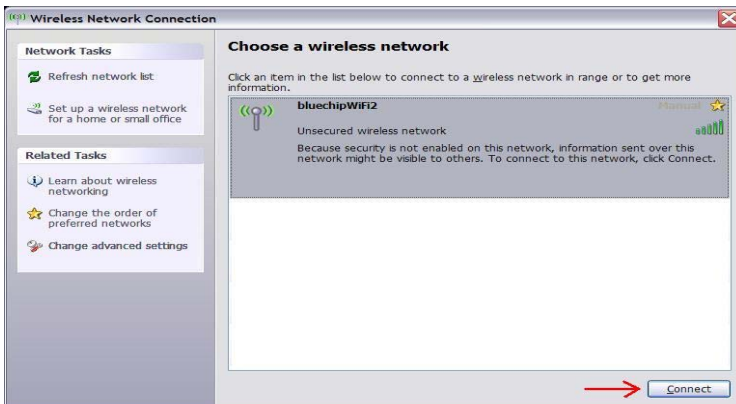 Wireless Network Connection
Network Tasks
Refresh network list
Set up a wireless network
for a home or small office
Related Tasks
Learn about wireless
networking
Change the order of
preferred networks
Change advanced settings
Choose a wireless network
Click an item in the list below to connect to a wireless network in range or to get more
information.
bluechipWiFi2
Manual
Unsecured wireless network
Because security is not enabled on this network, information sent over this
network might be visible to others. To connect to this network, click Connect.
Connect